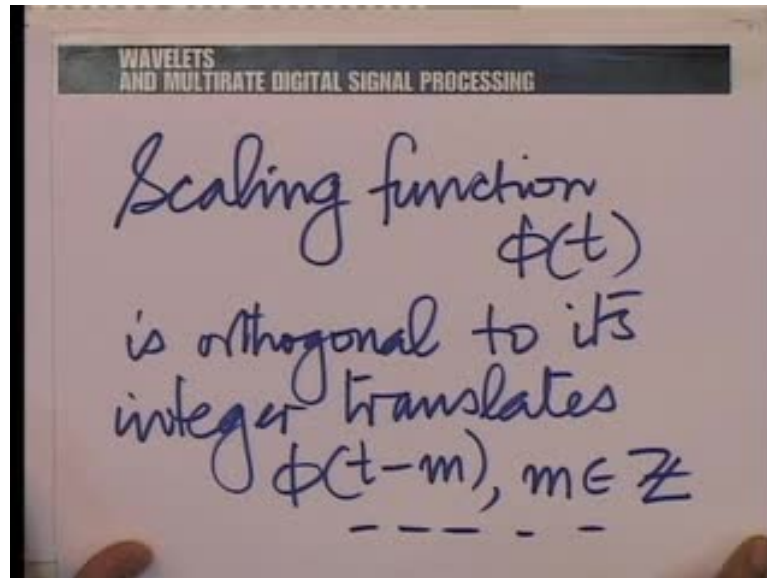 WAVELETS
AND MULTIRATE DIGITAL SIGNAL PROCESSING
Scaling function
ϕ(t)
is orthogonal to its
integer translates
ϕ(t-m), m ∈ ℤ